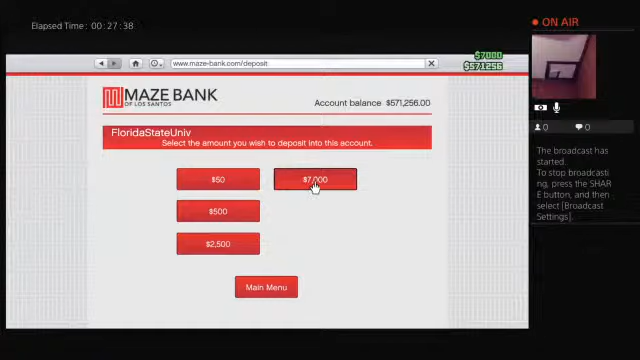 Elapsed Time : 00:27:38
ON AIR
www.maze-bank.com/deposit
$7000
$571256
MAZE BANK
OF LOS SANTOS
Account balance $571,256.00
FloridaStateUniv
Select the amount you wish to deposit into this account.
$50
$7,000
$500
$2,500
Main Menu
0
0
The broadcast has
started.
To stop broadcasti
ng, press the SHAR
E button, and then
select [Broadcast
Settings].